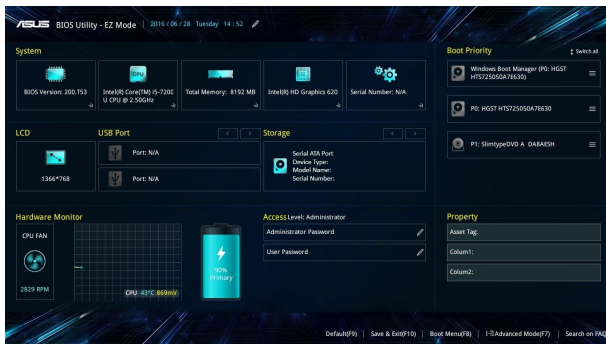 ASUS BIOS Utility - EZ Mode 2016 / 06 / 28 Tuesday 14 : 52
System
BIOS Version: 200.T53
CPU
Intel(R) Core(TM) i5-7200
U CPU @ 2.50GHz
Total Memory: 8192 MB
Intel(R) HD Graphics 620
Serial Number: N/A
Boot Priority
Switch all
Windows Boot Manager (P0: HGST
HTS725050A7E630)
P0: HGST HTS725050A7E630
P1: SlimtypeDVD A DA8AESH
LCD
1366*768
USB Port
Port: N/A
Port: N/A
Storage
Serial ATA Port
Device Type:
Model Name:
Serial Number:
Hardware Monitor
CPU FAN
2829 RPM
CPU 43°C 869mV
90%
Primary
Access Level: Administrator
Administrator Password
User Password
Property
Asset Tag:
Colum1:
Colum2:
Default(F9) | Save & Exit(F10) | Boot Menu(F8) | Advanced Mode(F7) | Search on FAQ